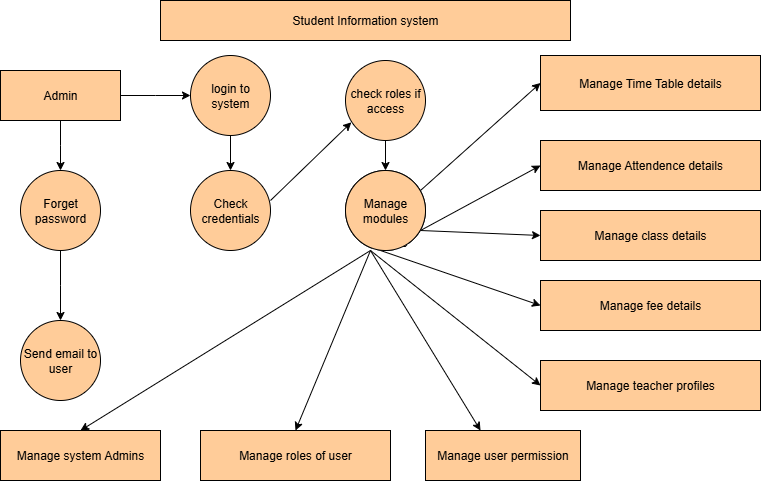 Student Information system
Admin
login to
system
check roles if
access
Manage Time Table details
Manage Attendence details
Forget
password
Check
credentials
Manage
modules
Manage class details
Manage fee details
Send email to
user
Manage teacher profiles
Manage system Admins
Manage roles of user
Manage user permission